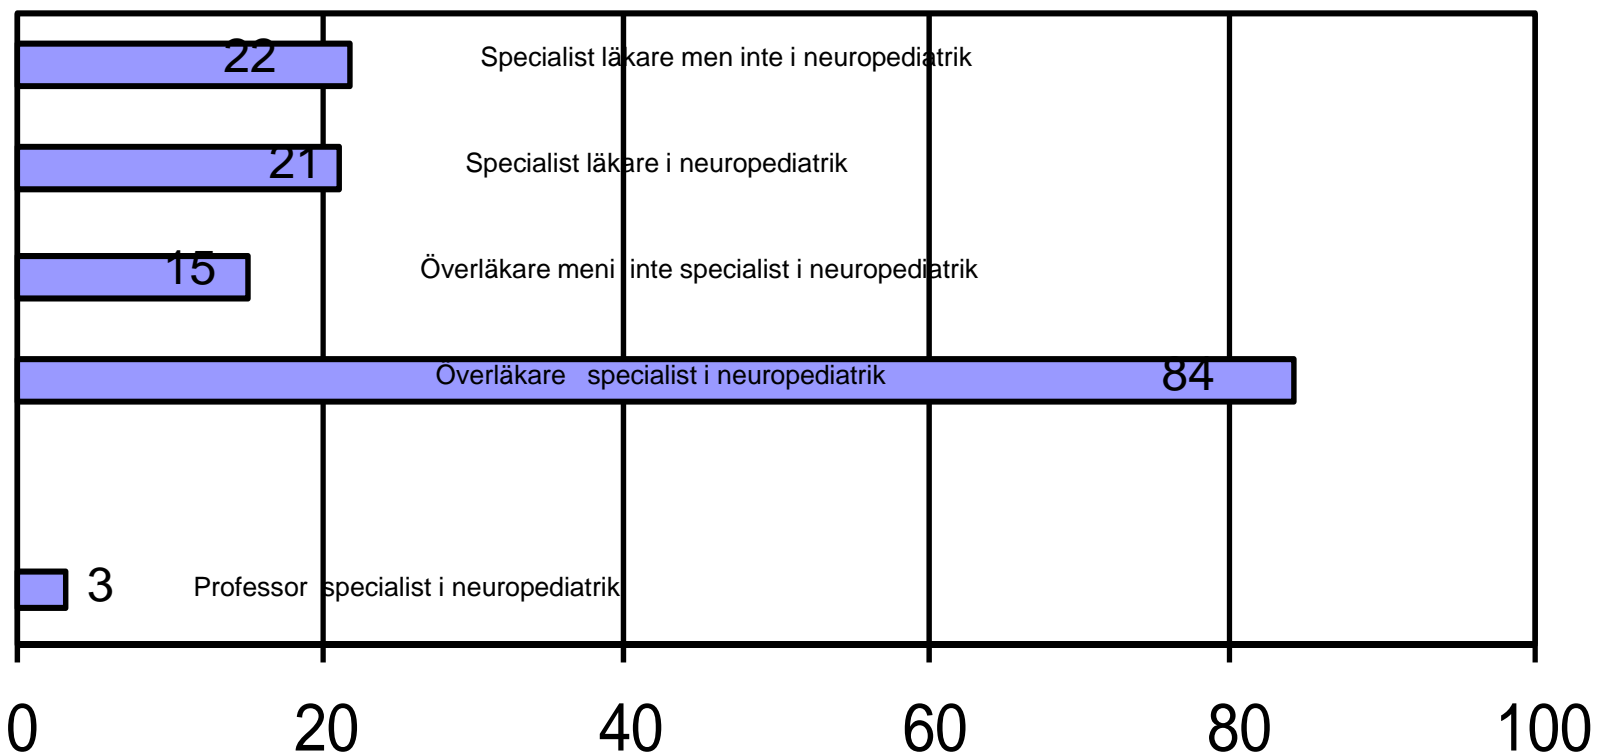 22 Specialist läkare men inte i neuropediatrik
21 Specialist läkare i neuropediatrik
15 Överläkare meni inte specialist i neuropediatrik
Överläkare specialist i neuropediatrik 84
3 Professor specialist i neuropediatrik
0 20 40 60 80 100